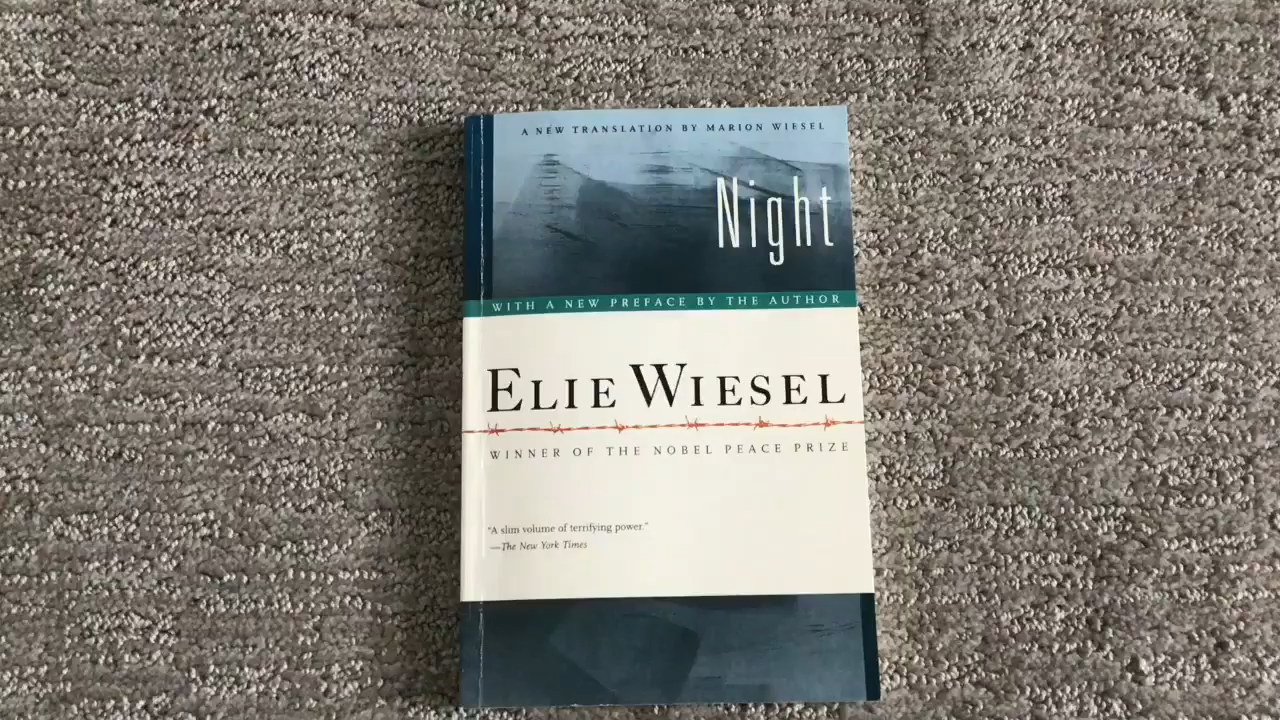 A NEW TRANSLATION BY MARION WIESEL
Night
WITH A NEW PREFACE BY THE AUTHOR
ELIE WIESEL
WINNER OF THE NOBEL PEACE PRIZE
"A slim volume of terrifying power."
—The New York Times